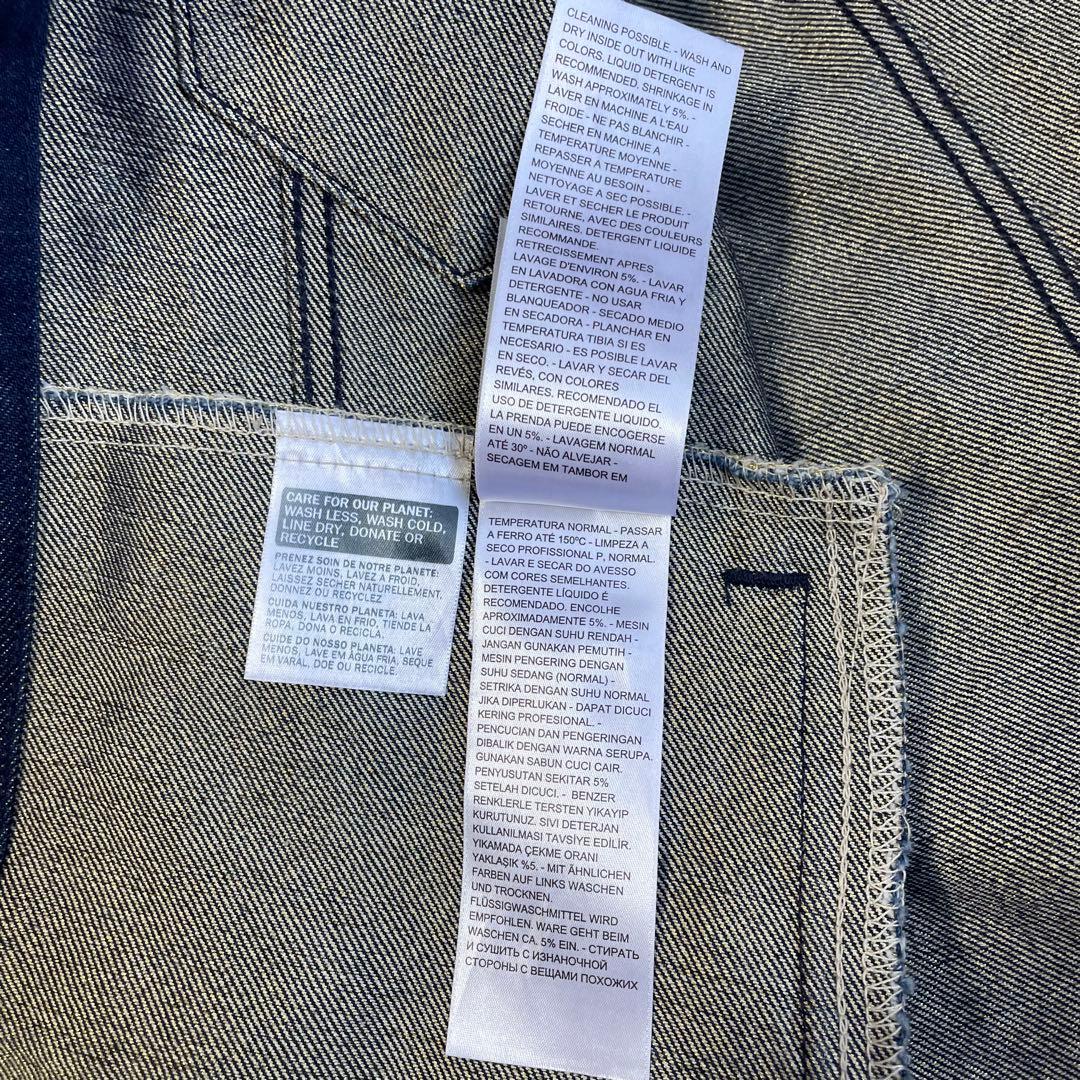 CLEANING POSSIBLE. - WASH AND
DRY INSIDE OUT WITH LIKE
COLORS. LIQUID DETERGENT IS
RECOMMENDED. SHRINKAGE IN
WASH APPROXIMATELY 5%. -
LAVER EN MACHINE A L'EAU
FROIDE - NE PAS BLANCHIR -
SECHER EN MACHINE A
TEMPERATURE MOYENNE -
REPASSER A TEMPERATURE
MOYENNE AU BESOIN -
NETTOYAGE A SEC POSSIBLE. -
LAVER ET SECHER LE PRODUIT
RETOURNE, AVEC DES COULEURS
SIMILAIRES. DETERGENT LIQUIDE
RECOMMANDE.
RETRECISSEMENT APRES
LAVAGE D'ENVIRON 5%. - LAVAR
EN LAVADORA CON AGUA FRIA Y
DETERGENTE - NO USAR
BLANQUEADOR - SECADO MEDIO
EN SECADORA - PLANCHAR EN
TEMPERATURA TIBIA SI ES
NECESARIO - ES POSIBLE LAVAR
EN SECO. - LAVAR Y SECAR DEL
REVÉS, CON COLORES
SIMILARES. RECOMENDADO EL
USO DE DETERGENTE LIQUIDO.
LA PRENDA PUEDE ENCOGERSE
EN UN 5%. - LAVAGEM NORMAL
ATÉ 30º - NÃO ALVEJAR -
SECAGEM EM TAMBOR EM
TEMPERATURA NORMAL - PASSAR
A FERRO ATÉ 150ºC - LIMPEZA A
SECO PROFISSIONAL P, NORMAL.
- LAVAR E SECAR DO AVESSO
COM CORES SEMELHANTES.
DETERGENTE LÍQUIDO É
RECOMENDADO. ENCOLHE
APROXIMADAMENTE 5%. - MESIN
CUCI DENGAN SUHU RENDAH -
JANGAN GUNAKAN PEMUTIH -
MESIN PENGERING DENGAN
SUHU SEDANG (NORMAL) -
SETRIKA DENGAN SUHU NORMAL
JIKA DIPERLUKAN - DAPAT DICUCI
KERING PROFESIONAL. -
PENCUCIAN DAN PENGERINGAN
DIBALIK DENGAN WARNA SERUPA.
GUNAKAN SABUN CUCI CAIR.
PENYUSUTAN SEKITAR 5%
SETELAH DICUCI. - BENZER
RENKLERLE TERSTEN YIKAYIP
KURUTUNUZ. SIVI DETERJAN
KULLANILMASI TAVSİYE EDİLİR.
YIKAMADA ÇEKME ORANI
YAKLAŞIK %5. - MIT ÄHNLICHEN
FARBEN AUF LINKS WASCHEN
UND TROCKNEN.
FLÜSSIGWASCHMITTEL WIRD
EMPFOHLEN. WARE GEHT BEIM
WASCHEN CA. 5% EIN. - СТИРАТЬ
И СУШИТЬ С ИЗНАНОЧНОЙ
СТОРОНЫ С ВЕЩАМИ ПОХОЖИХ
CARE FOR OUR PLANET:
WASH LESS, WASH COLD,
LINE DRY, DONATE OR
RECYCLE
PRENEZ SOIN DE NOTRE PLANETE:
LAVEZ MOINS, LAVEZ A FROID,
LAISSEZ SECHER NATURELLEMENT,
DONNEZ OU RECYCLEZ
CUIDA NUESTRO PLANETA: LAVA
MENOS, LAVA EN FRIO, TIENDE LA
ROPA, DONA O RECICLA.
CUIDE DO NOSSO PLANETA: LAVE
MENOS, LAVE EM ÁGUA FRIA, SEQUE
EM VARAL, DOE OU RECICLE.